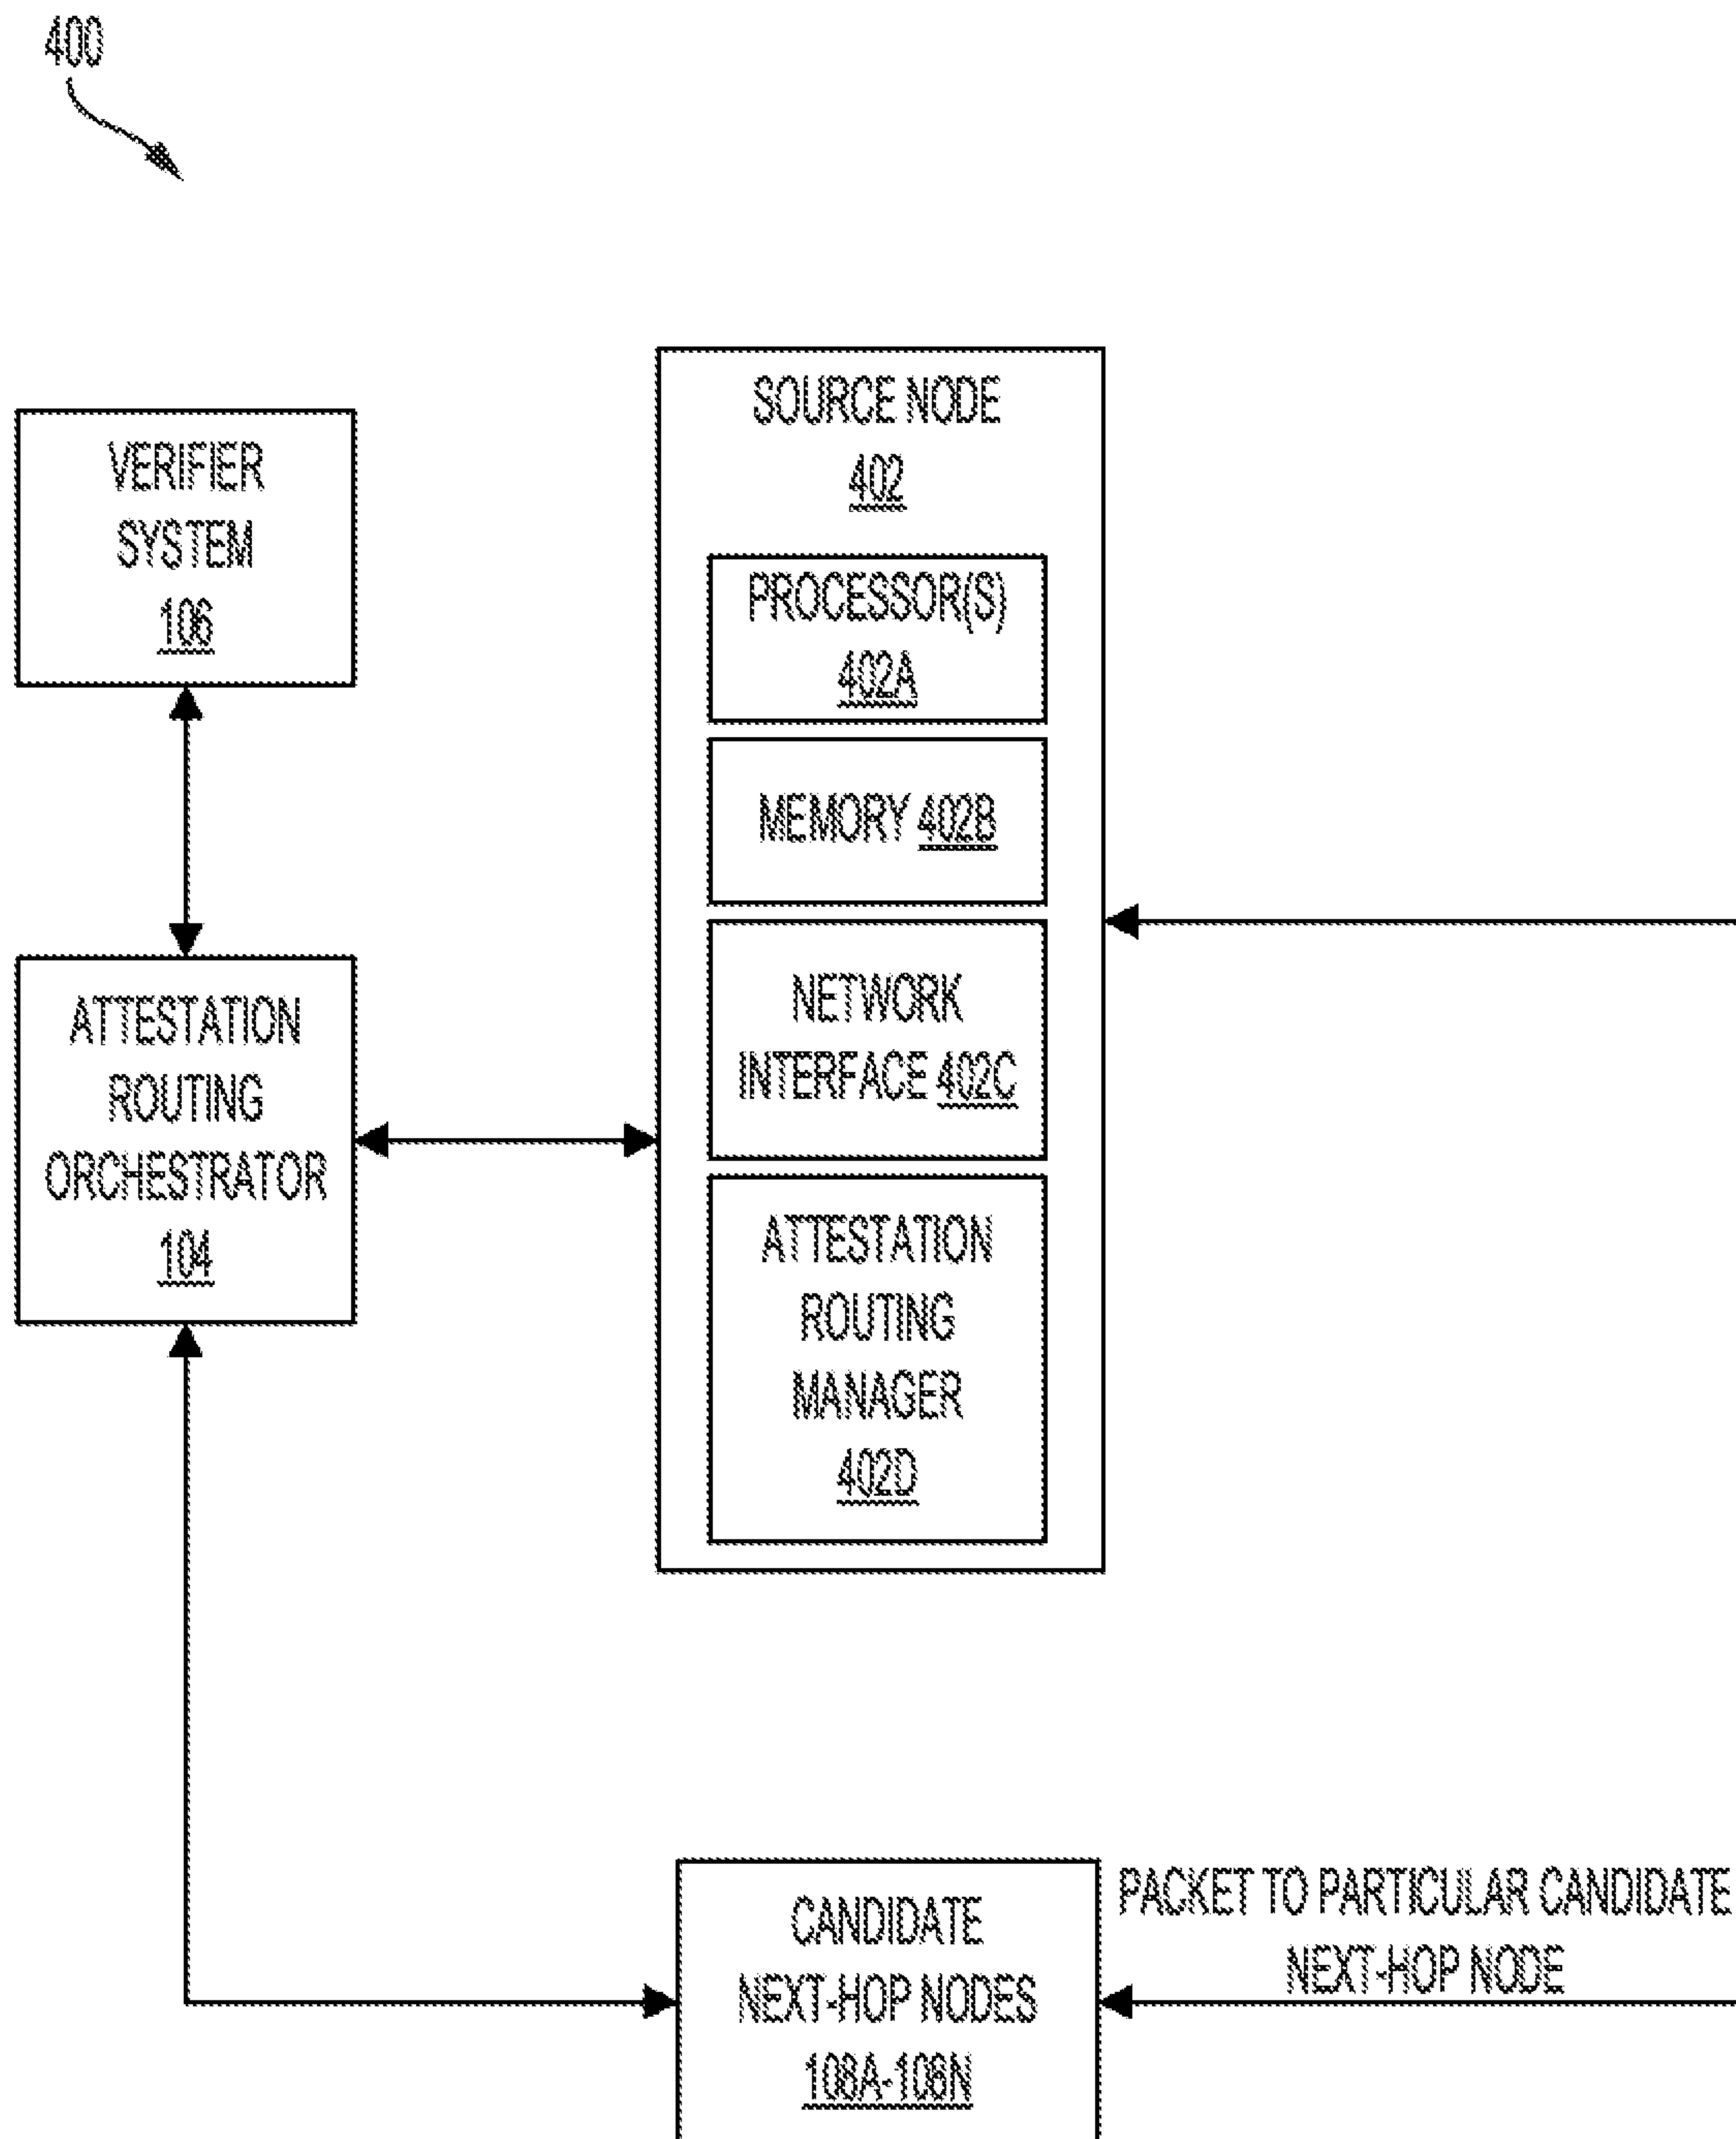 400
VERIFIER
SYSTEM
106
ATTESTATION
ROUTING
ORCHESTRATOR
104
SOURCE NODE
402
PROCESSOR(S)
402A
MEMORY 402B
NETWORK
INTERFACE 402C
ATTESTATION
ROUTING
MANAGER
402D
CANDIDATE
NEXT-HOP NODES
108A-108N
PACKET TO PARTICULAR CANDIDATE
NEXT-HOP NODE